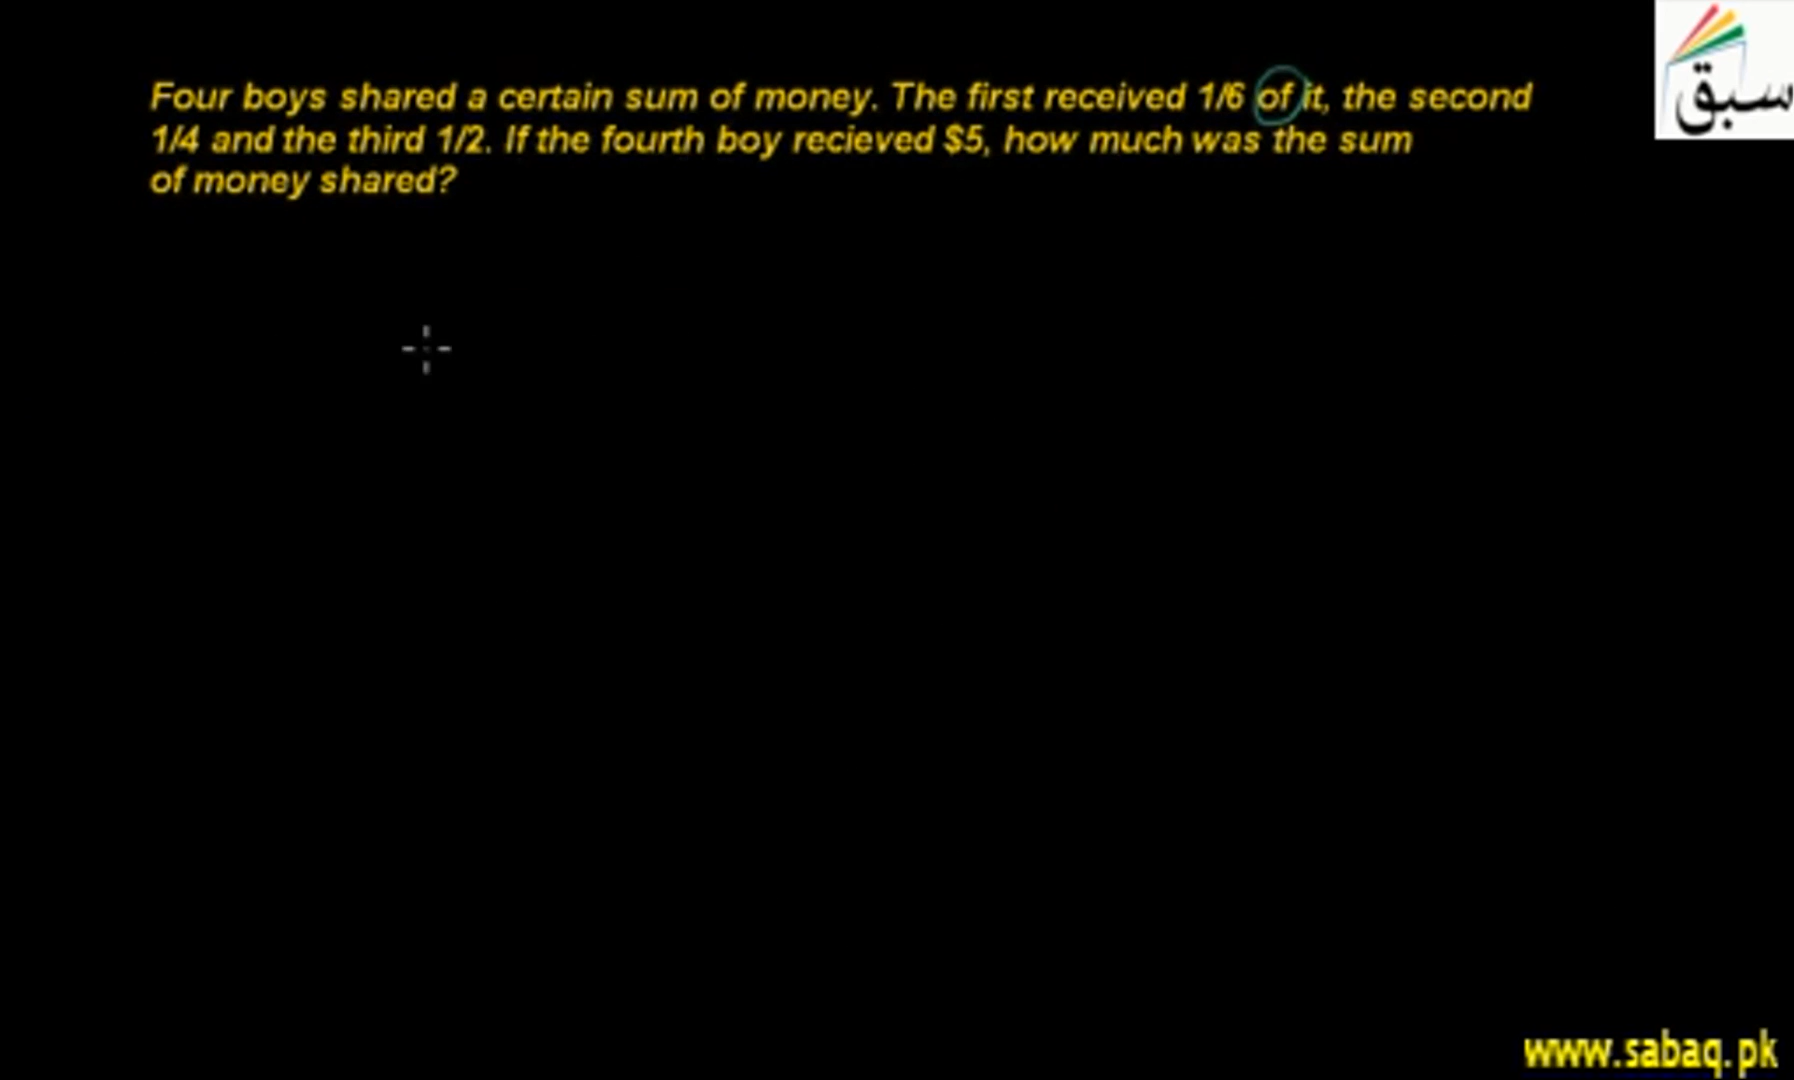 سبق
Four boys shared a certain sum of money. The first received 1/6 of it, the second
1/4 and the third 1/2. If the fourth boy recieved $5, how much was the sum
of money shared?
www.sabaq.pk